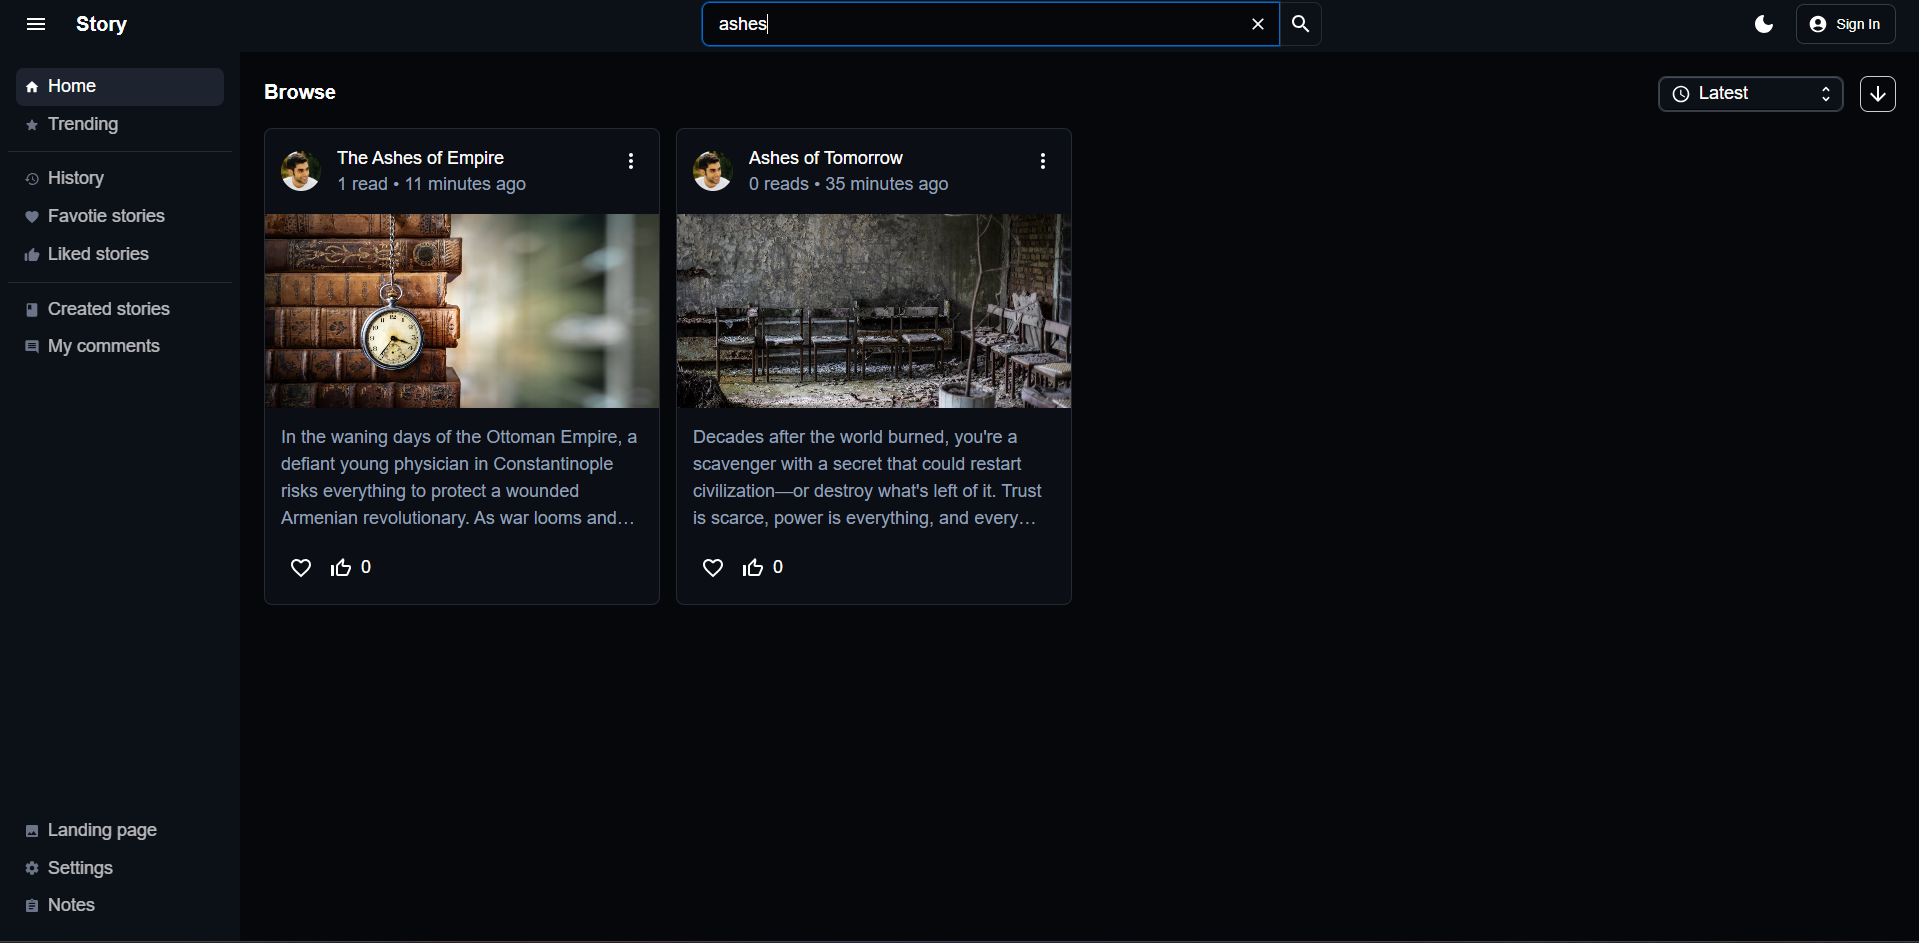 Story
ashes
Sign In
Home
Trending
History
Favotie stories
Liked stories
Created stories
My comments
Landing page
Settings
Notes
Browse
Latest
The Ashes of Empire
1 read • 11 minutes ago
In the waning days of the Ottoman Empire, a
defiant young physician in Constantinople
risks everything to protect a wounded
Armenian revolutionary. As war looms and…
0
Ashes of Tomorrow
0 reads • 35 minutes ago
Decades after the world burned, you're a
scavenger with a secret that could restart
civilization—or destroy what's left of it. Trust
is scarce, power is everything, and every…
0